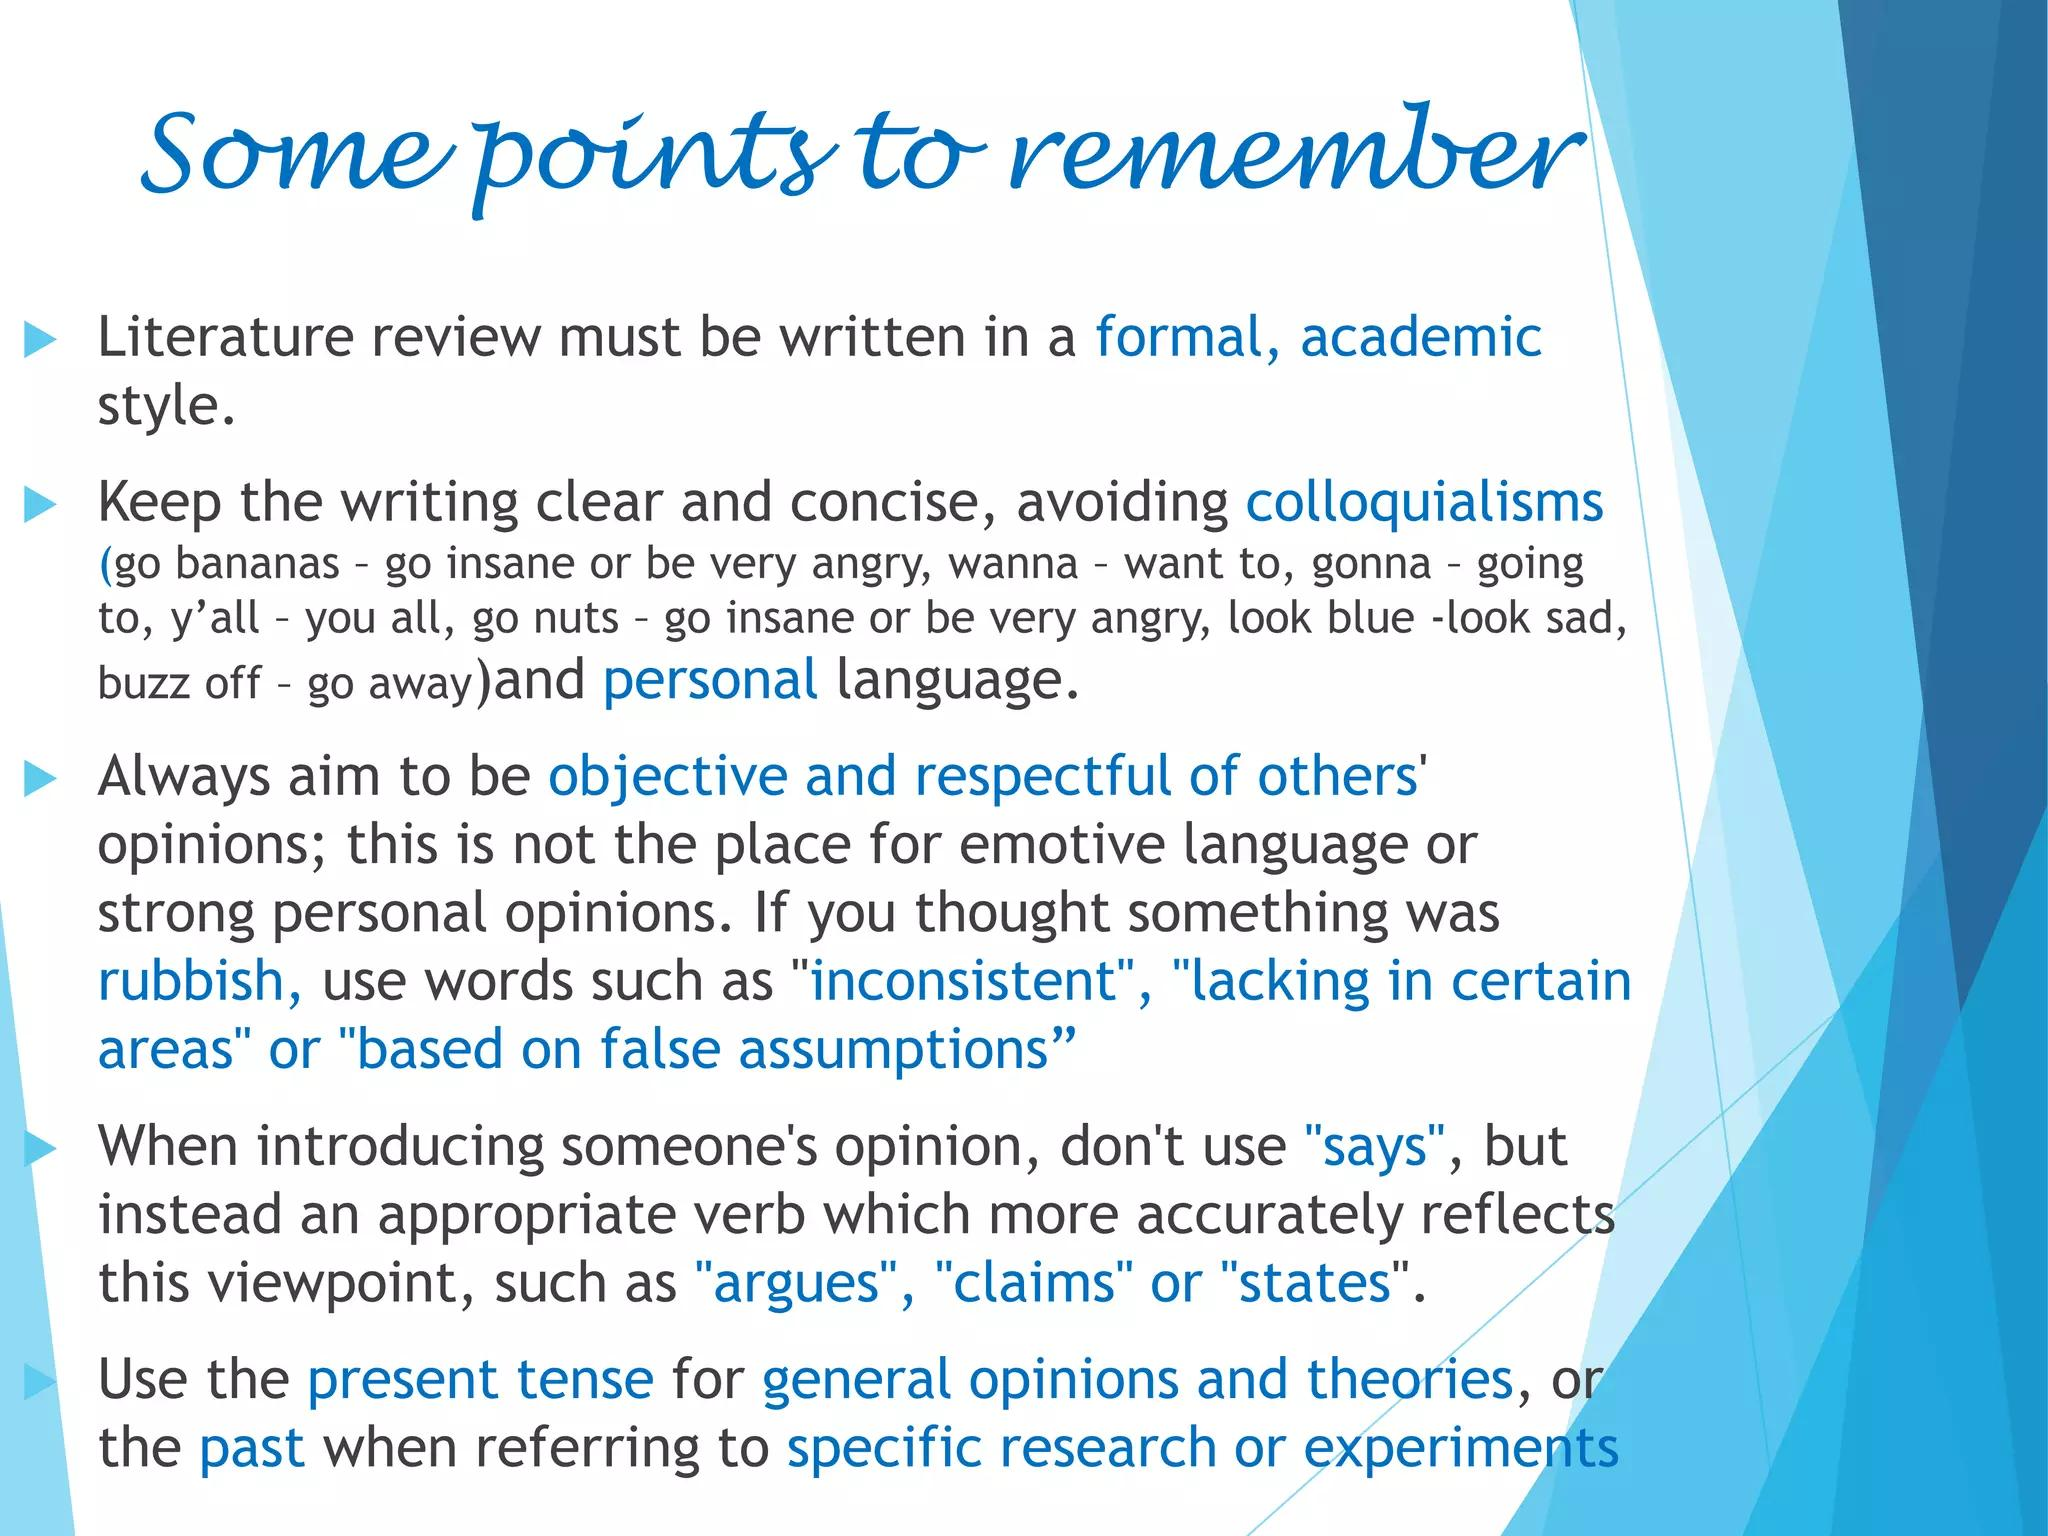 Some points to remember
Literature review must be written in a formal, academic
style.
Keep the writing clear and concise, avoiding colloquialisms
(go bananas – go insane or be very angry, wanna – want to, gonna – going
to, y’all – you all, go nuts – go insane or be very angry, look blue -look sad,
buzz off – go away)and personal language.
Always aim to be objective and respectful of others'
opinions; this is not the place for emotive language or
strong personal opinions. If you thought something was
rubbish, use words such as "inconsistent", "lacking in certain
areas" or "based on false assumptions”
When introducing someone's opinion, don't use "says", but
instead an appropriate verb which more accurately reflects
this viewpoint, such as "argues", "claims" or "states".
Use the present tense for general opinions and theories, or
the past when referring to specific research or experiments